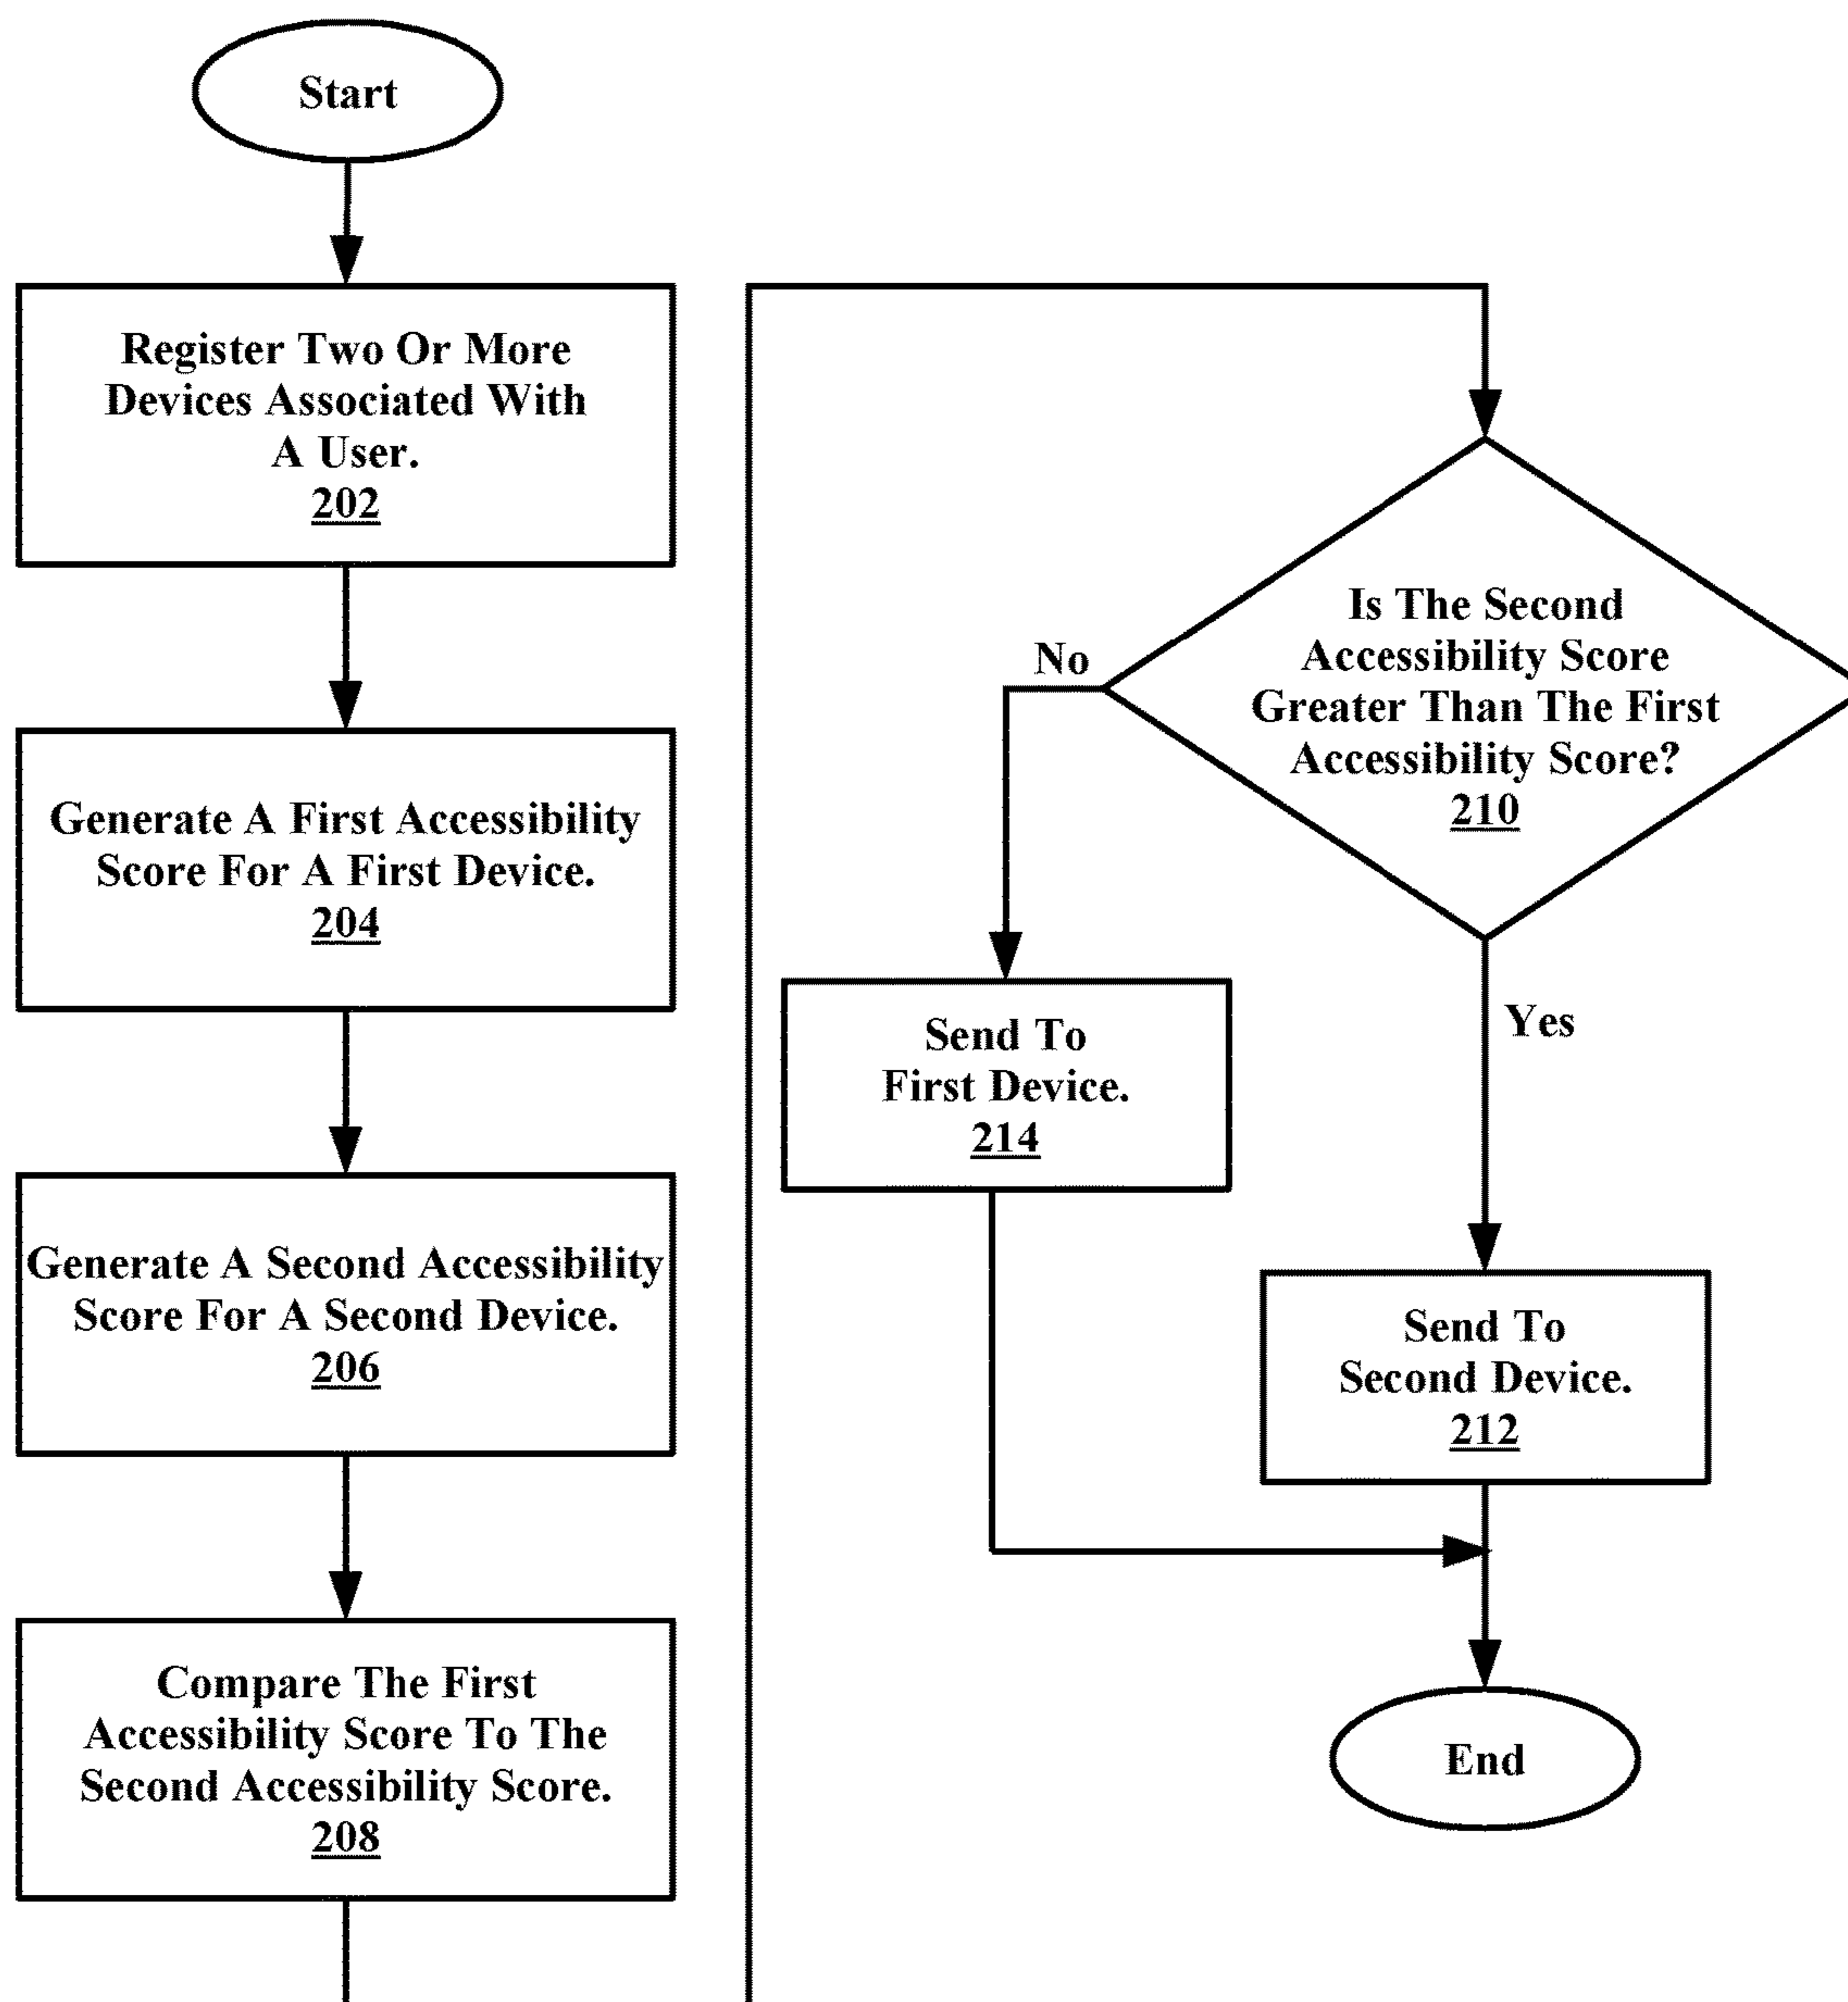 Start
Register Two Or More
Devices Associated With
A User.
202
Generate A First Accessibility
Score For A First Device.
204
Generate A Second Accessibility
Score For A Second Device.
206
Compare The First
Accessibility Score To The
Second Accessibility Score.
208
Is The Second
Accessibility Score
Greater Than The First
Accessibility Score?
210
No
Yes
Send To
First Device.
214
Send To
Second Device.
212
End